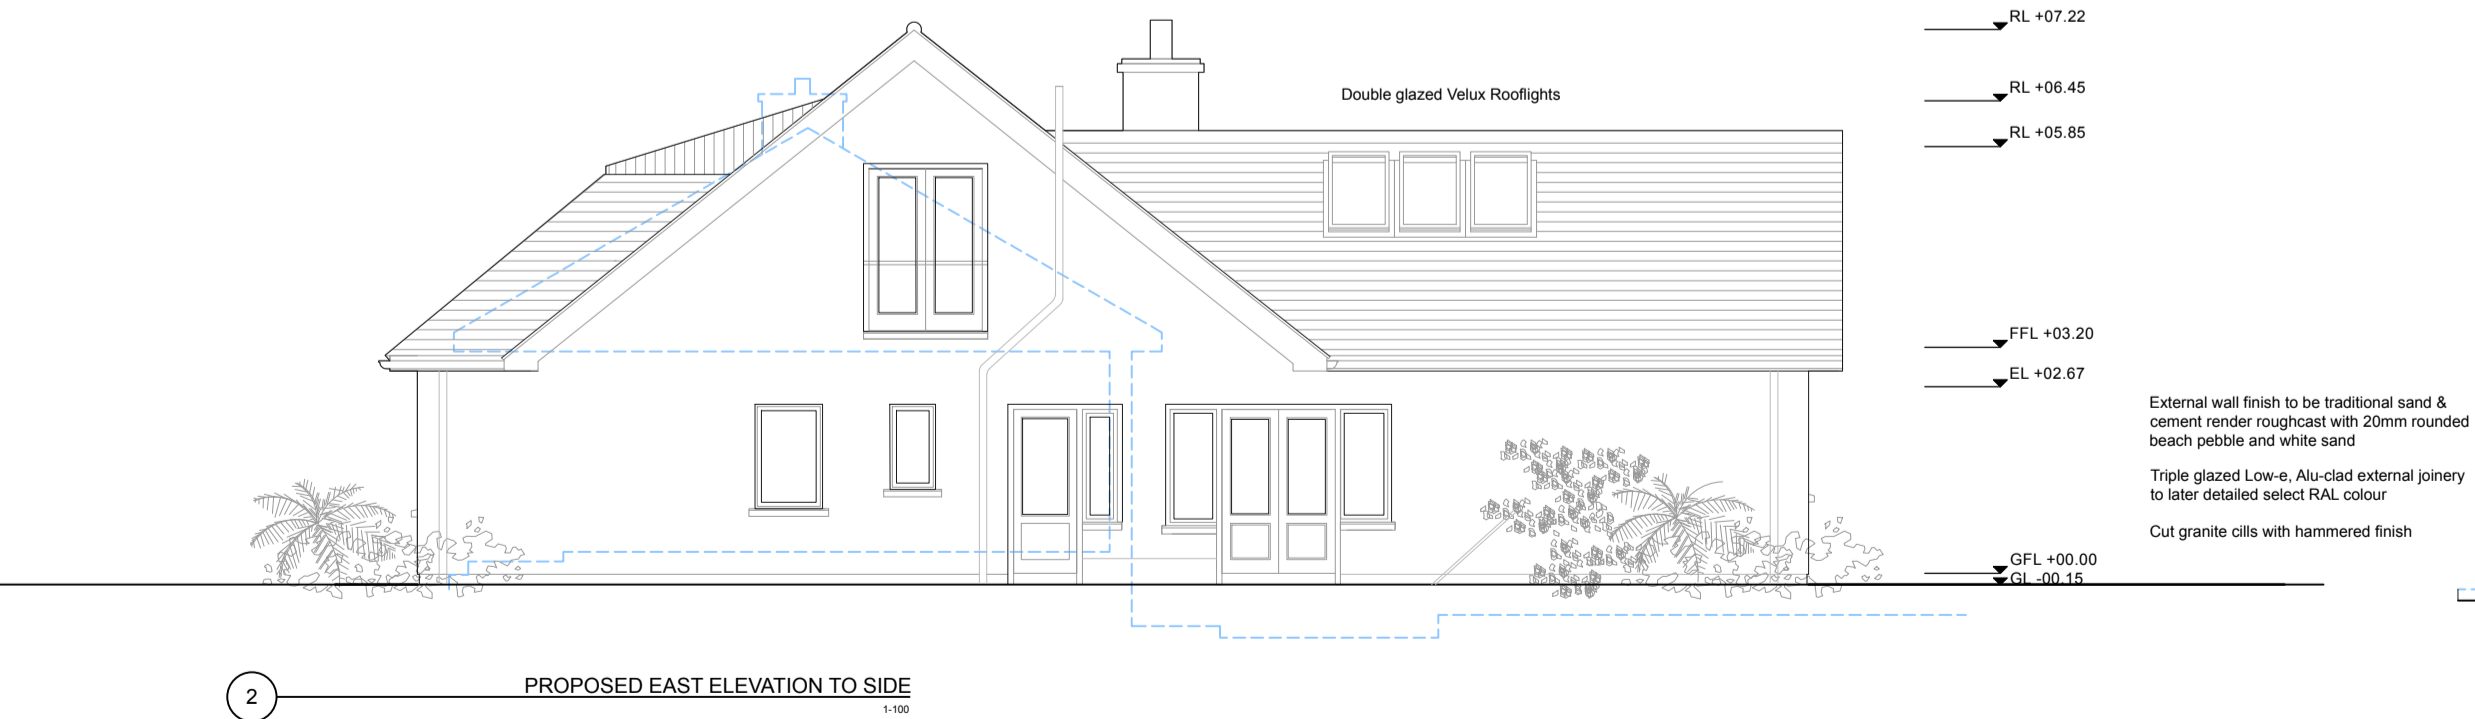 RL +07.22
Double glazed Velux Rooflights
RL +06.45
RL +05.85
FFL +03.20
EL +02.67
External wall finish to be traditional sand &
cement render roughcast with 20mm rounded
beach pebble and white sand
Triple glazed Low-e, Alu-clad external joinery
to later detailed select RAL colour
Cut granite cills with hammered finish
GFL +00.00
GL -00.15
2
PROPOSED EAST ELEVATION TO SIDE
1-100